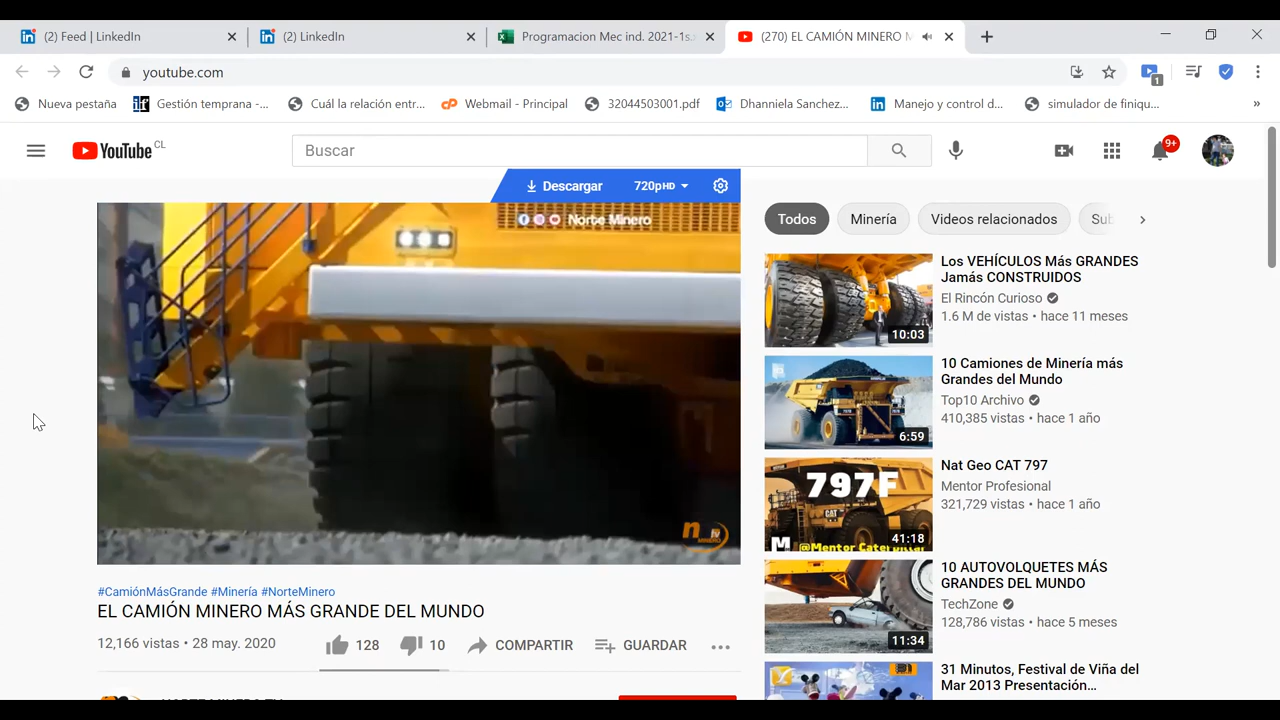 (2) Feed | LinkedIn
(2) LinkedIn
Programacion Mec ind. 2021-1s.
(270) EL CAMIÓN MINERO M
youtube.com
1
Nueva pestaña
Gestión temprana -...
Cuál la relación entr...
Webmail - Principal
32044503001.pdf
Dhanniela Sanchez...
Manejo y control d...
simulador de finiqu...
»
YouTube CL
Buscar
9+
Descargar
720pHD
Norte Minero
Todos
Minería
Videos relacionados
Sub
Los VEHÍCULOS Más GRANDES
Jamás CONSTRUIDOS
El Rincón Curioso
1.6 M de vistas • hace 11 meses
10:03
10 Camiones de Minería más
Grandes del Mundo
Top10 Archivo
410,385 vistas • hace 1 año
6:59
Nat Geo CAT 797
Mentor Profesional
321,729 vistas • hace 1 año
797F
CAT
M
@Mentor Caterpillar
41:18
10 AUTOVOLQUETES MÁS
GRANDES DEL MUNDO
TechZone
128,786 vistas • hace 5 meses
11:34
31 Minutos, Festival de Viña del
Mar 2013 Presentación...
#CamiónMásGrande #Minería #NorteMinero
EL CAMIÓN MINERO MÁS GRANDE DEL MUNDO
12,166 vistas • 28 may. 2020
128
10
COMPARTIR
GUARDAR